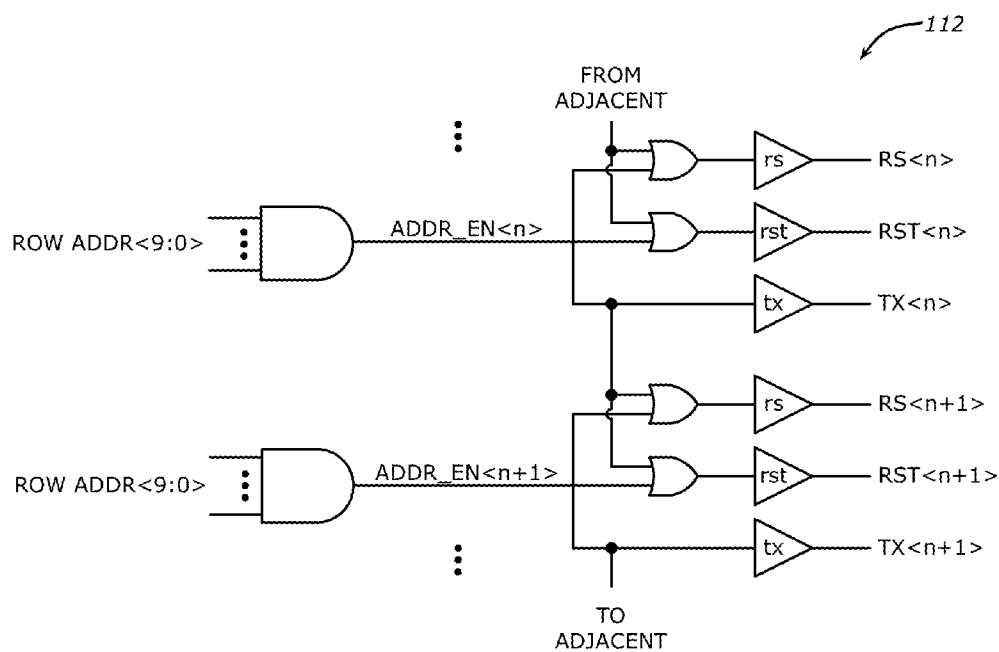 112
FROM
ADJACENT
rs
RS<n>
ROW ADDR<9:0>
ADDR_EN<n>
rst
RST<n>
tx
TX<n>
rs
RS<n+1>
ROW ADDR<9:0>
ADDR_EN<n+1>
rst
RST<n+1>
tx
TX<n+1>
TO
ADJACENT